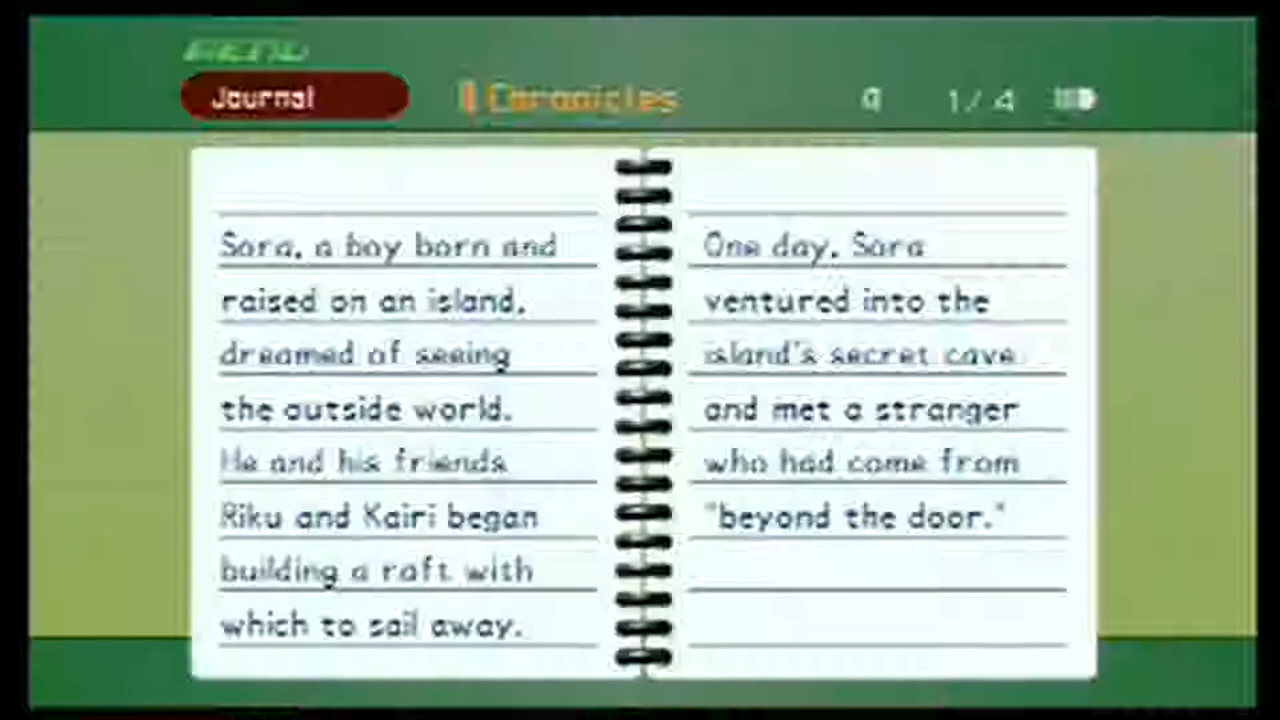 MENU
Journal
Chronicles
1/4
Sora, a boy born and
raised on an island,
dreamed of seeing
the outside world.
He and his friends
Riku and Kairi began
building a raft with
which to sail away.
One day, Sora
ventured into the
island's secret cave
and met a stranger
who had come from
"beyond the door."